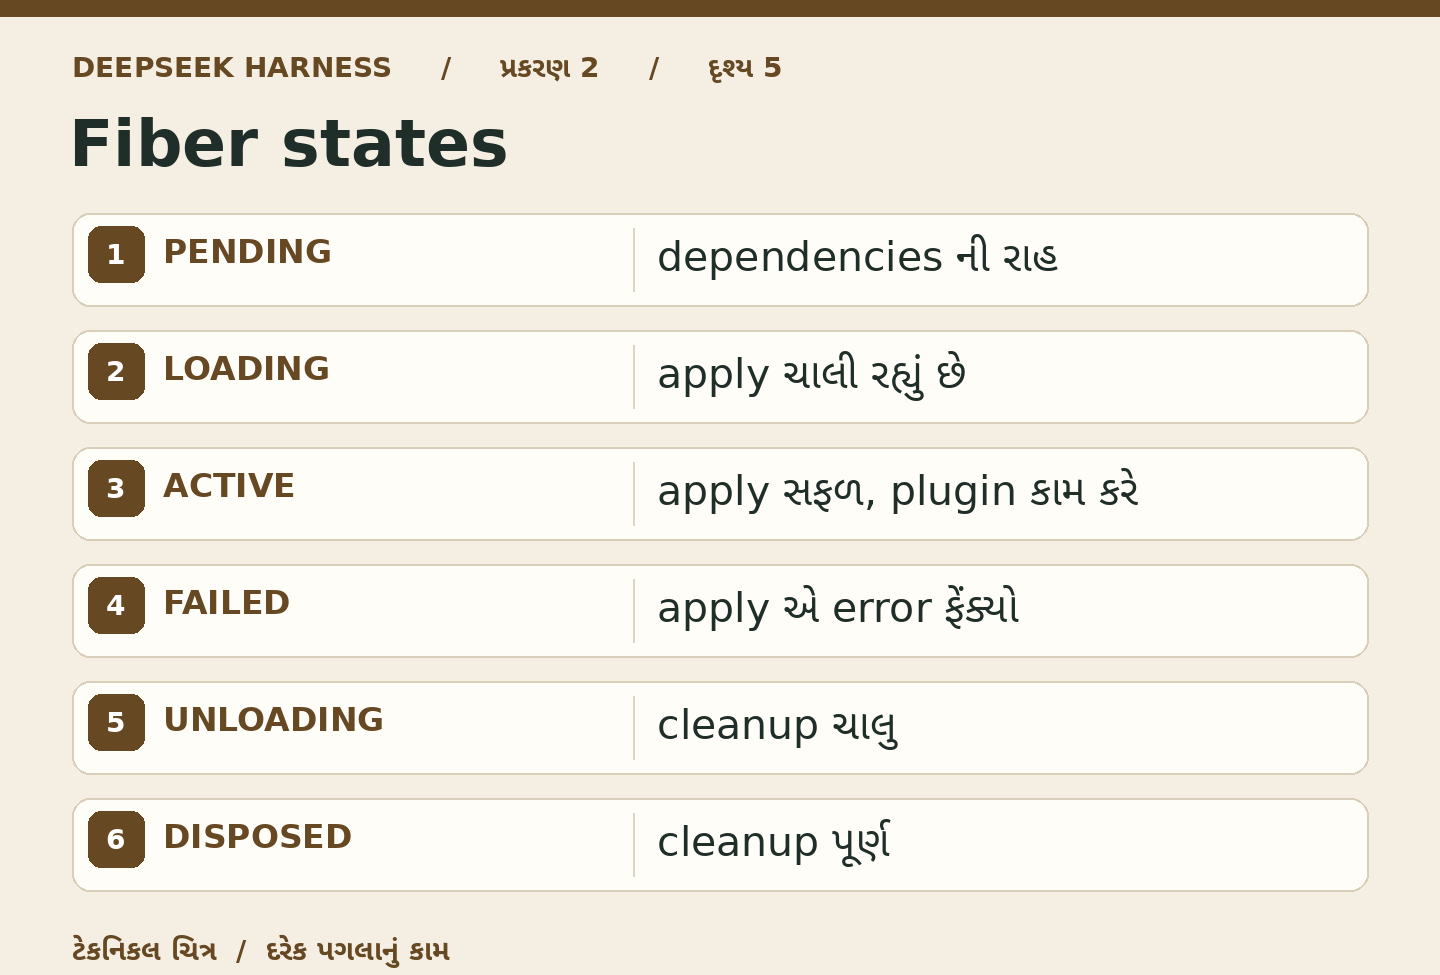 DEEPSEEK HARNESS / પ્રકરણ 2 / દૃશ્ય 5
Fiber states
1 PENDING dependencies ની રાહ
2 LOADING apply ચાલી રહ્યું છે
3 ACTIVE apply સફળ, plugin કામ કરે
4 FAILED apply એ error ફેંક્યો
5 UNLOADING cleanup ચાલુ
6 DISPOSED cleanup પૂર્ણ
ટેકનિકલ ચિત્ર / દરેક પગલાનું કામ